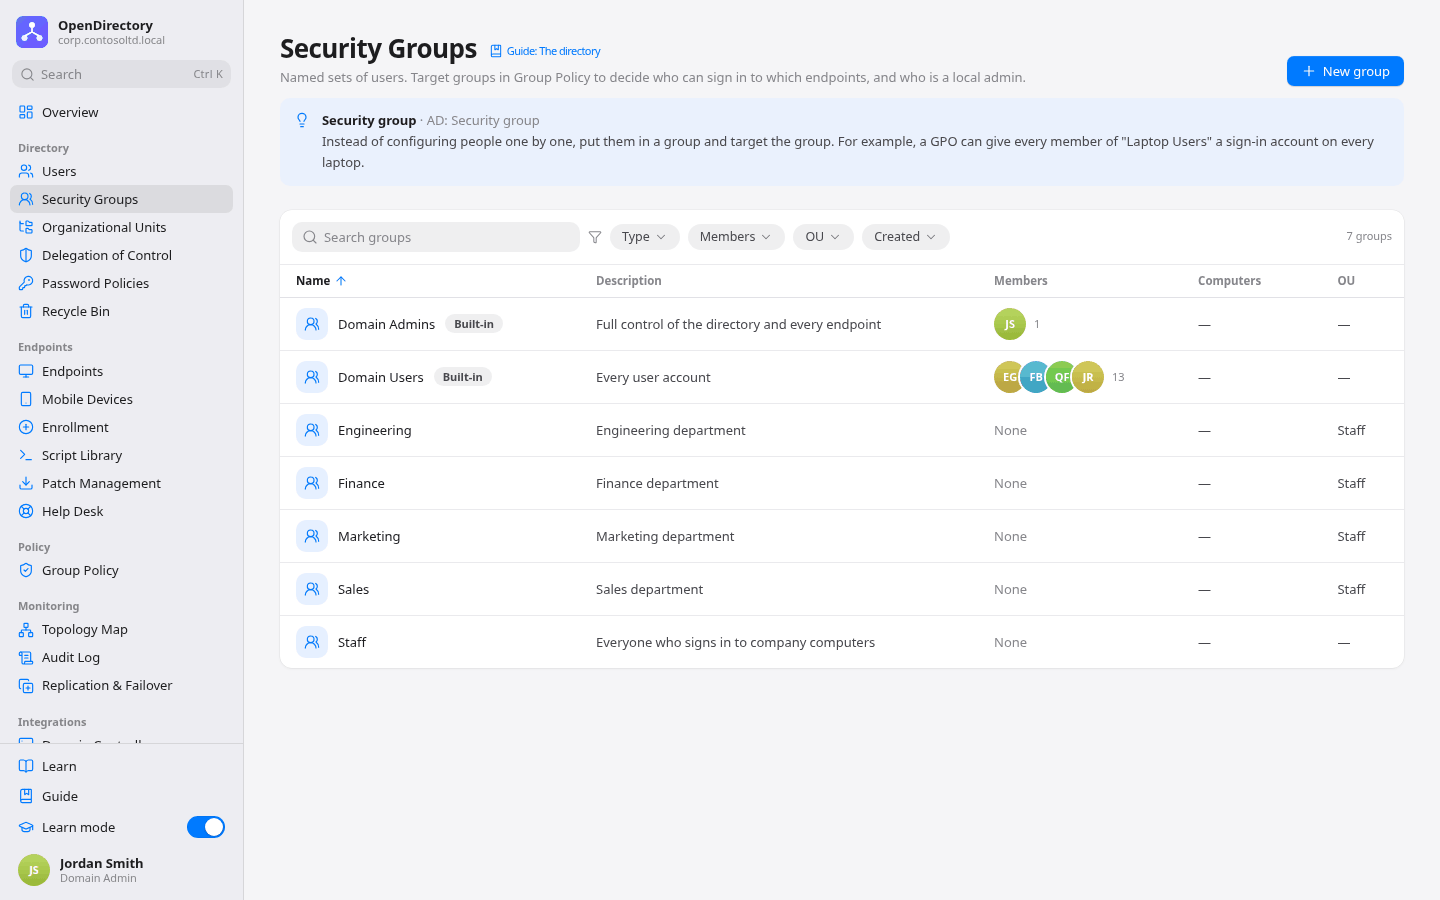 OpenDirectory
corp.contosoltd.local
Search
Ctrl K
Overview
Directory
Users
Security Groups
Organizational Units
Delegation of Control
Password Policies
Recycle Bin
Endpoints
Endpoints
Mobile Devices
Enrollment
Script Library
Patch Management
Help Desk
Policy
Group Policy
Monitoring
Topology Map
Audit Log
Replication & Failover
Integrations
Learn
Guide
Learn mode
JS
Jordan Smith
Domain Admin
Security Groups
Guide: The directory
Named sets of users. Target groups in Group Policy to decide who can sign in to which endpoints, and who is a local admin.
New group
Security group · AD: Security group
Instead of configuring people one by one, put them in a group and target the group. For example, a GPO can give every member of "Laptop Users" a sign-in account on every
laptop.
Search groups
Type
Members
OU
Created
7 groups
Name Description Members Computers OU
Domain Admins Built-in Full control of the directory and every endpoint JS 1 — —
Domain Users Built-in Every user account EG FB QF JR 13 — —
Engineering Engineering department None — Staff
Finance Finance department None — Staff
Marketing Marketing department None — Staff
Sales Sales department None — Staff
Staff Everyone who signs in to company computers None — —